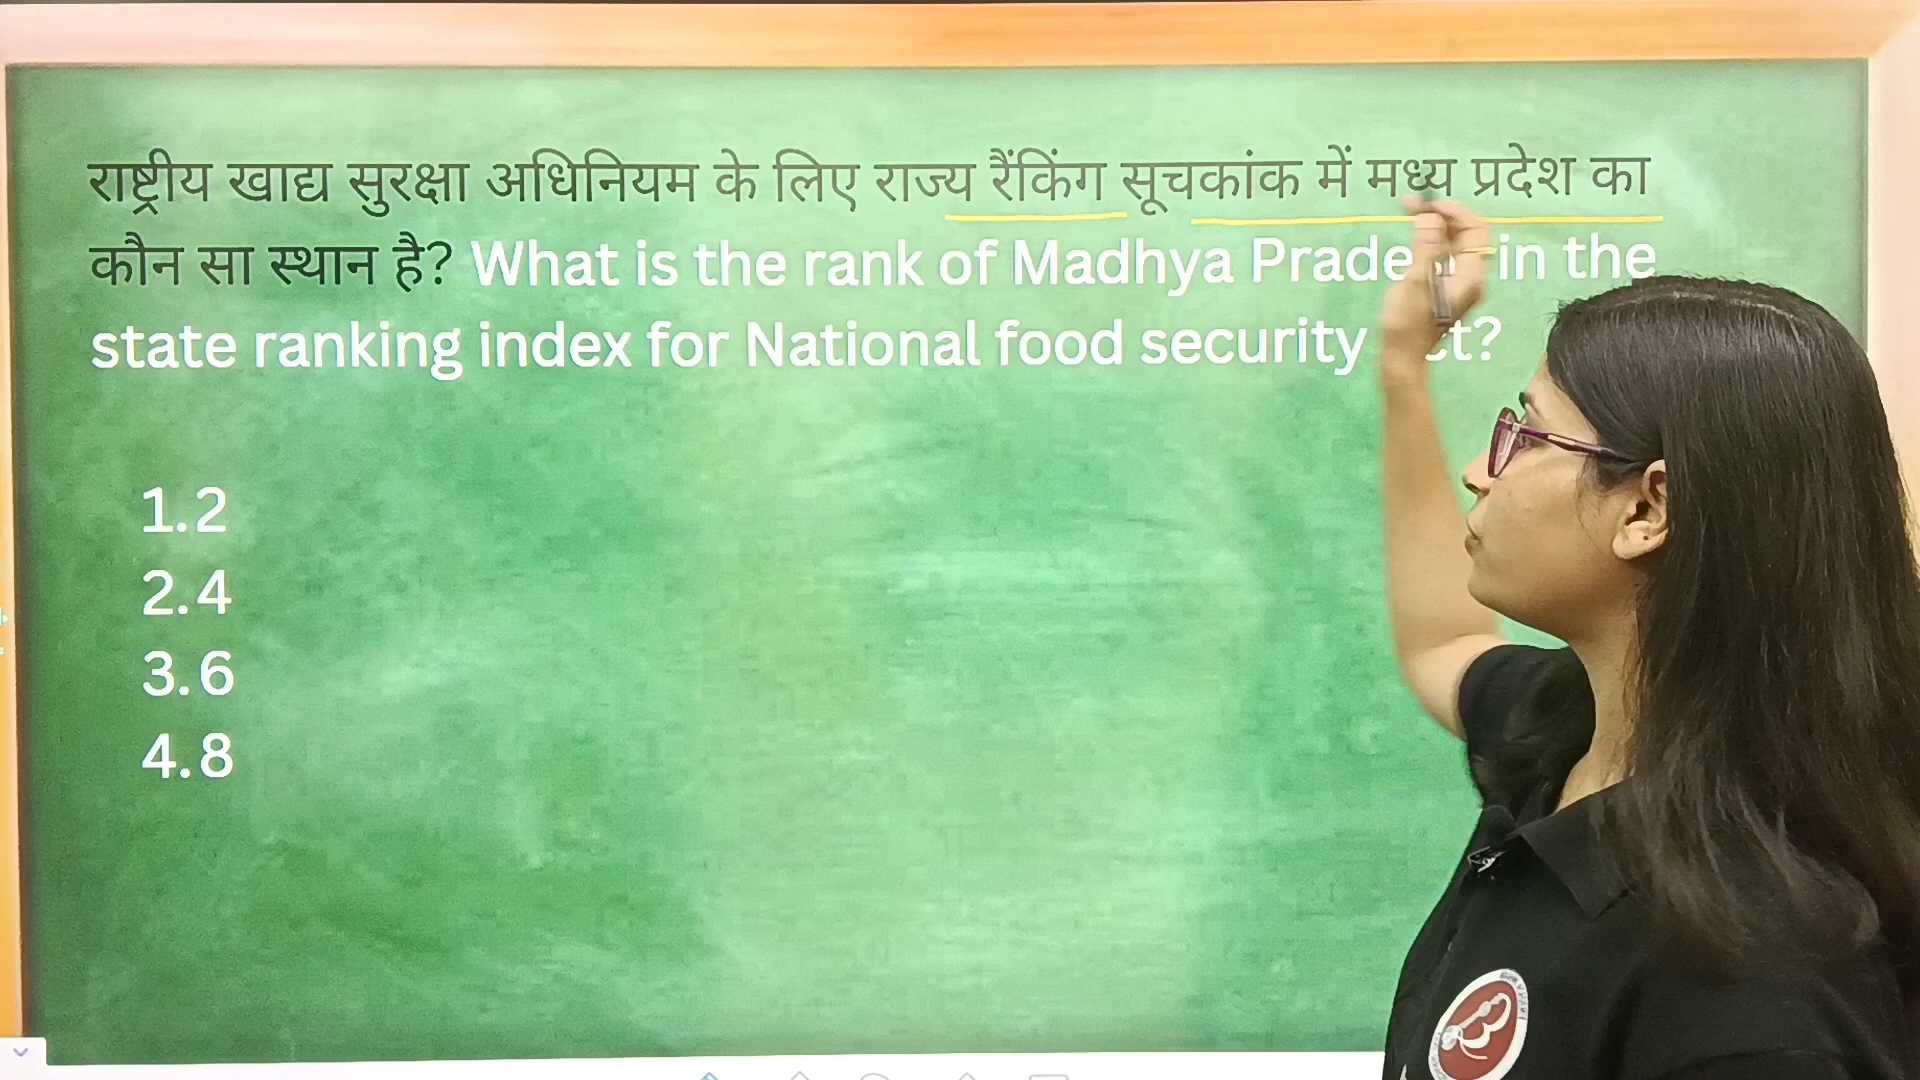 राष्ट्रीय खाद्य सुरक्षा अधिनियम के लिए राज्य रैंकिंग सूचकांक में मध्य प्रदेश का
कौन सा स्थान है? What is the rank of Madhya in the
state ranking index for National food security
1.2
2.4
3.6
4.8